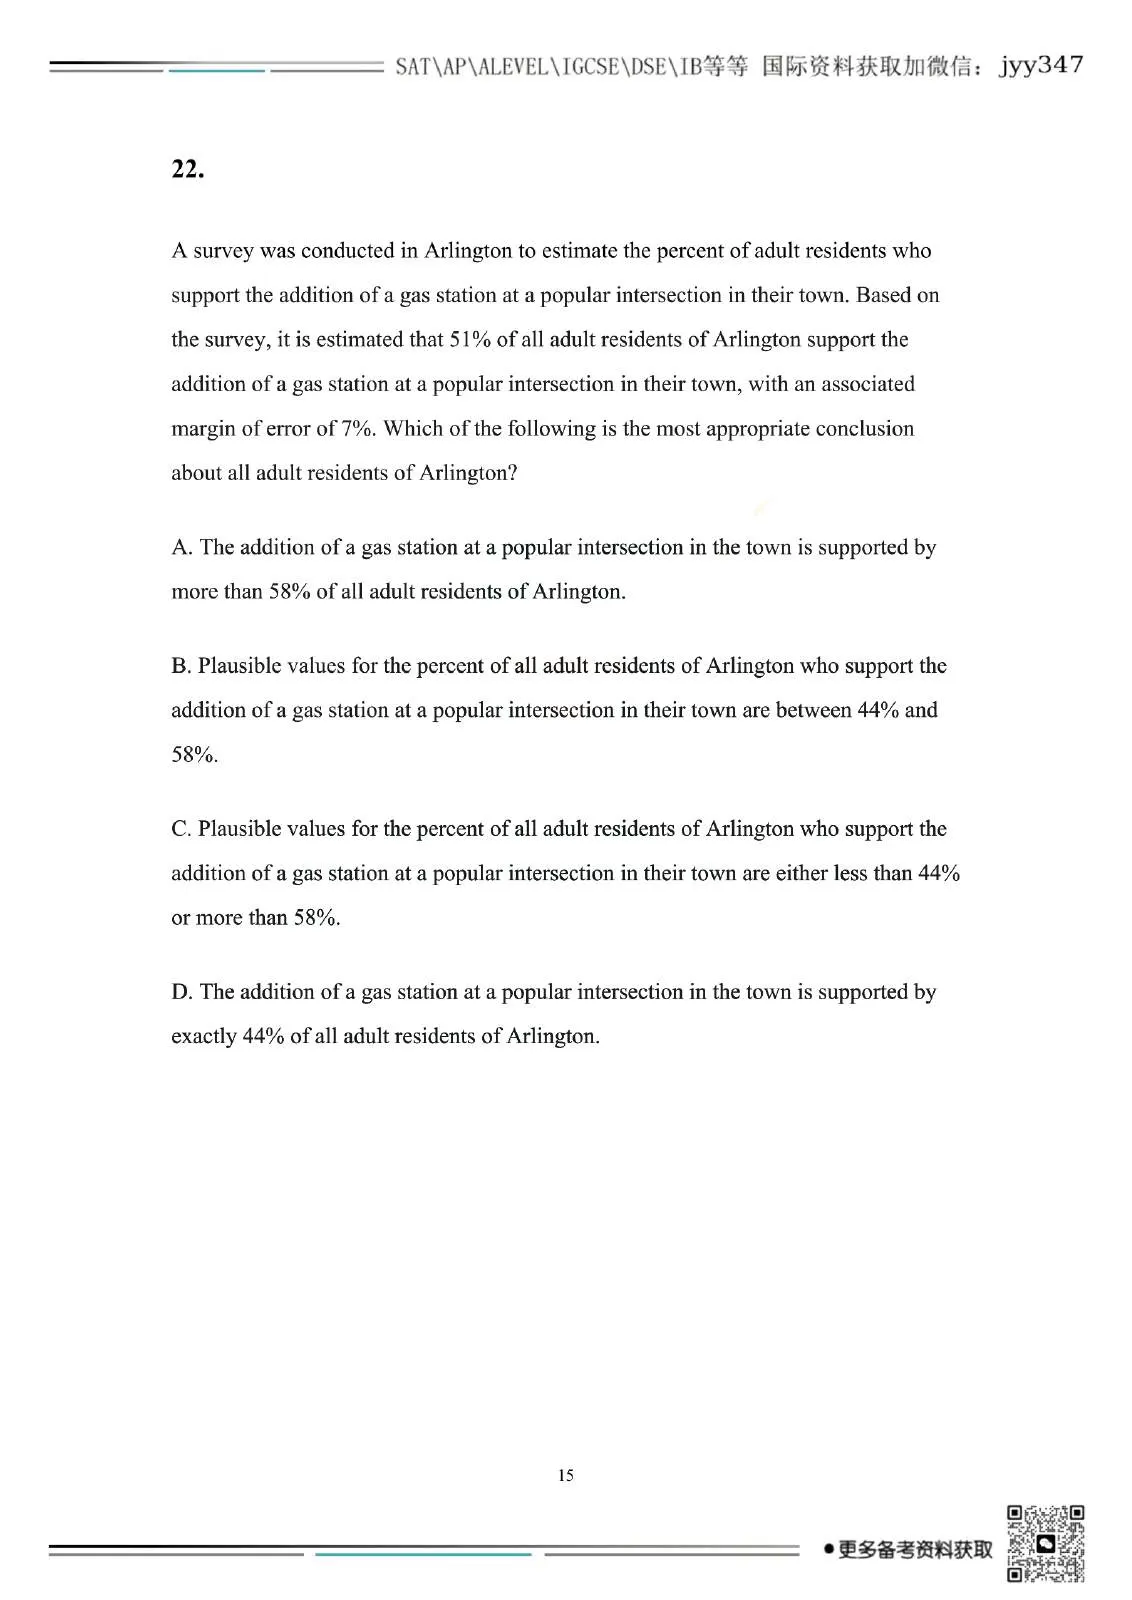 SAT\AP\ALEVEL\IGCSE\DSE\IB等等 国际资料获取加微信：jyy347
22.
A survey was conducted in Arlington to estimate the percent of adult residents who
support the addition of a gas station at a popular intersection in their town. Based on
the survey, it is estimated that 51% of all adult residents of Arlington support the
addition of a gas station at a popular intersection in their town, with an associated
margin of error of 7%. Which of the following is the most appropriate conclusion
about all adult residents of Arlington?
A. The addition of a gas station at a popular intersection in the town is supported by
more than 58% of all adult residents of Arlington.
B. Plausible values for the percent of all adult residents of Arlington who support the
addition of a gas station at a popular intersection in their town are between 44% and
58%.
C. Plausible values for the percent of all adult residents of Arlington who support the
addition of a gas station at a popular intersection in their town are either less than 44%
or more than 58%.
D. The addition of a gas station at a popular intersection in the town is supported by
exactly 44% of all adult residents of Arlington.
15
●更多备考资料获取